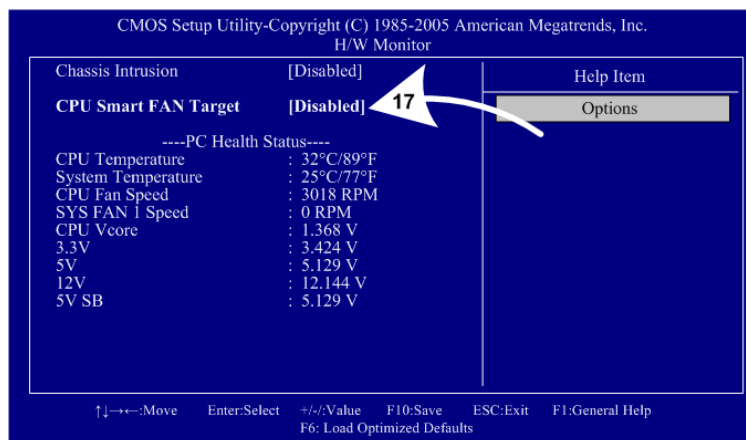 CMOS Setup Utility-Copyright (C) 1985-2005 American Megatrends, Inc.
H/W Monitor
Chassis Intrusion [Disabled]
CPU Smart FAN Target [Disabled]
17
Help Item
Options
----PC Health Status----
CPU Temperature : 32°C/89°F
System Temperature : 25°C/77°F
CPU Fan Speed : 3018 RPM
SYS FAN 1 Speed : 0 RPM
CPU Vcore : 1.368 V
3.3V : 3.424 V
5V : 5.129 V
12V : 12.144 V
5V SB : 5.129 V
↑↓→←:Move Enter:Select +/-/:Value F10:Save ESC:Exit F1:General Help
F6: Load Optimized Defaults